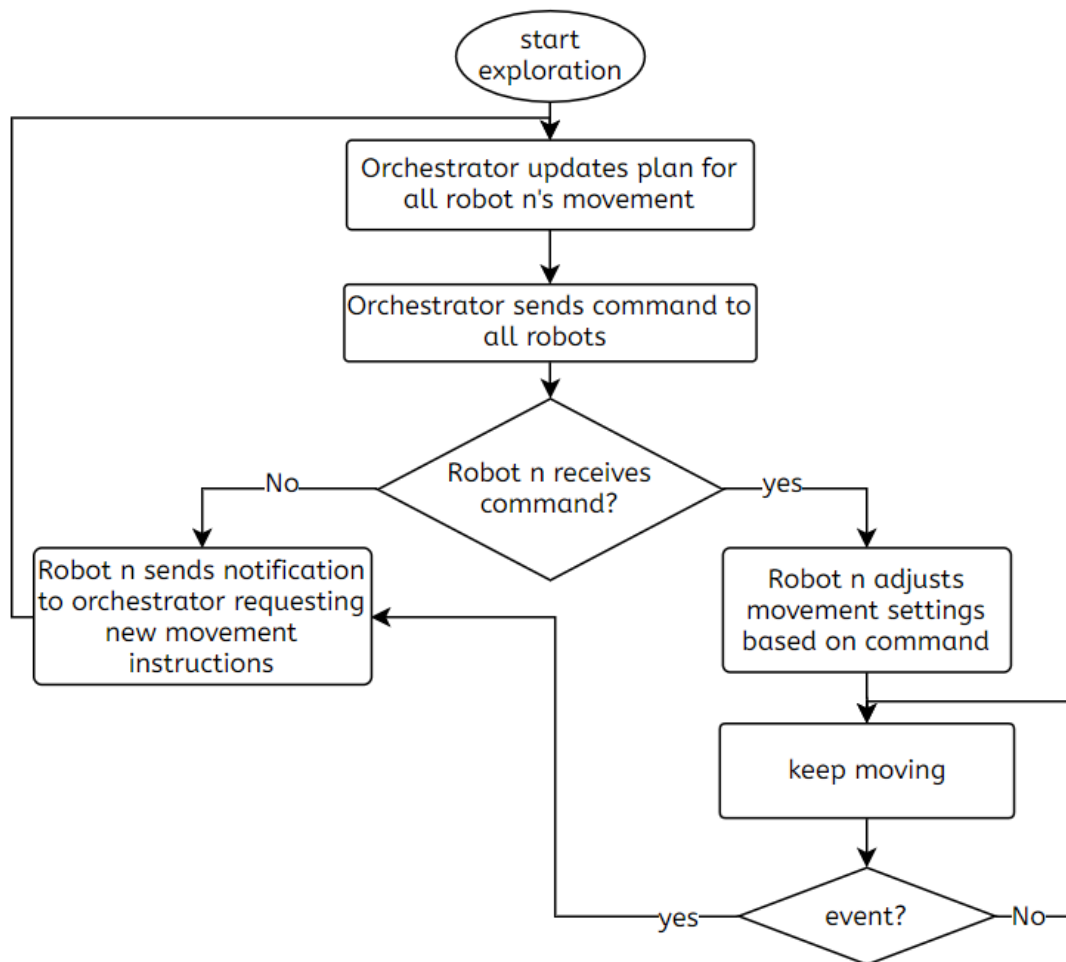 start
exploration
Orchestrator updates plan for
all robot n's movement
Orchestrator sends command to
all robots
Robot n receives
command?
No
yes
Robot n sends notification
to orchestrator requesting
new movement
instructions
Robot n adjusts
movement settings
based on command
keep moving
event?
yes
No